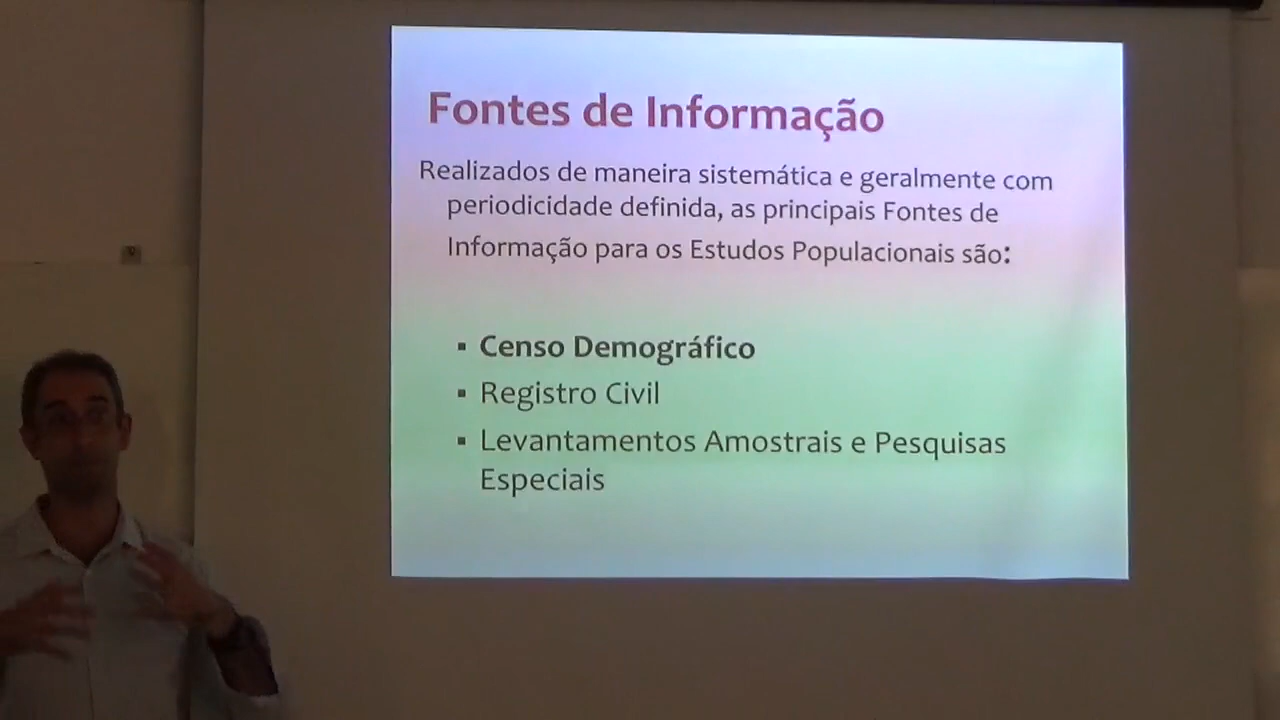 Fontes de Informação
Realizados de maneira sistemática e geralmente com
periodicidade definida, as principais Fontes de
Informação para os Estudos Populacionais são:
▪ Censo Demográfico
▪ Registro Civil
▪ Levantamentos Amostrais e Pesquisas
Especiais